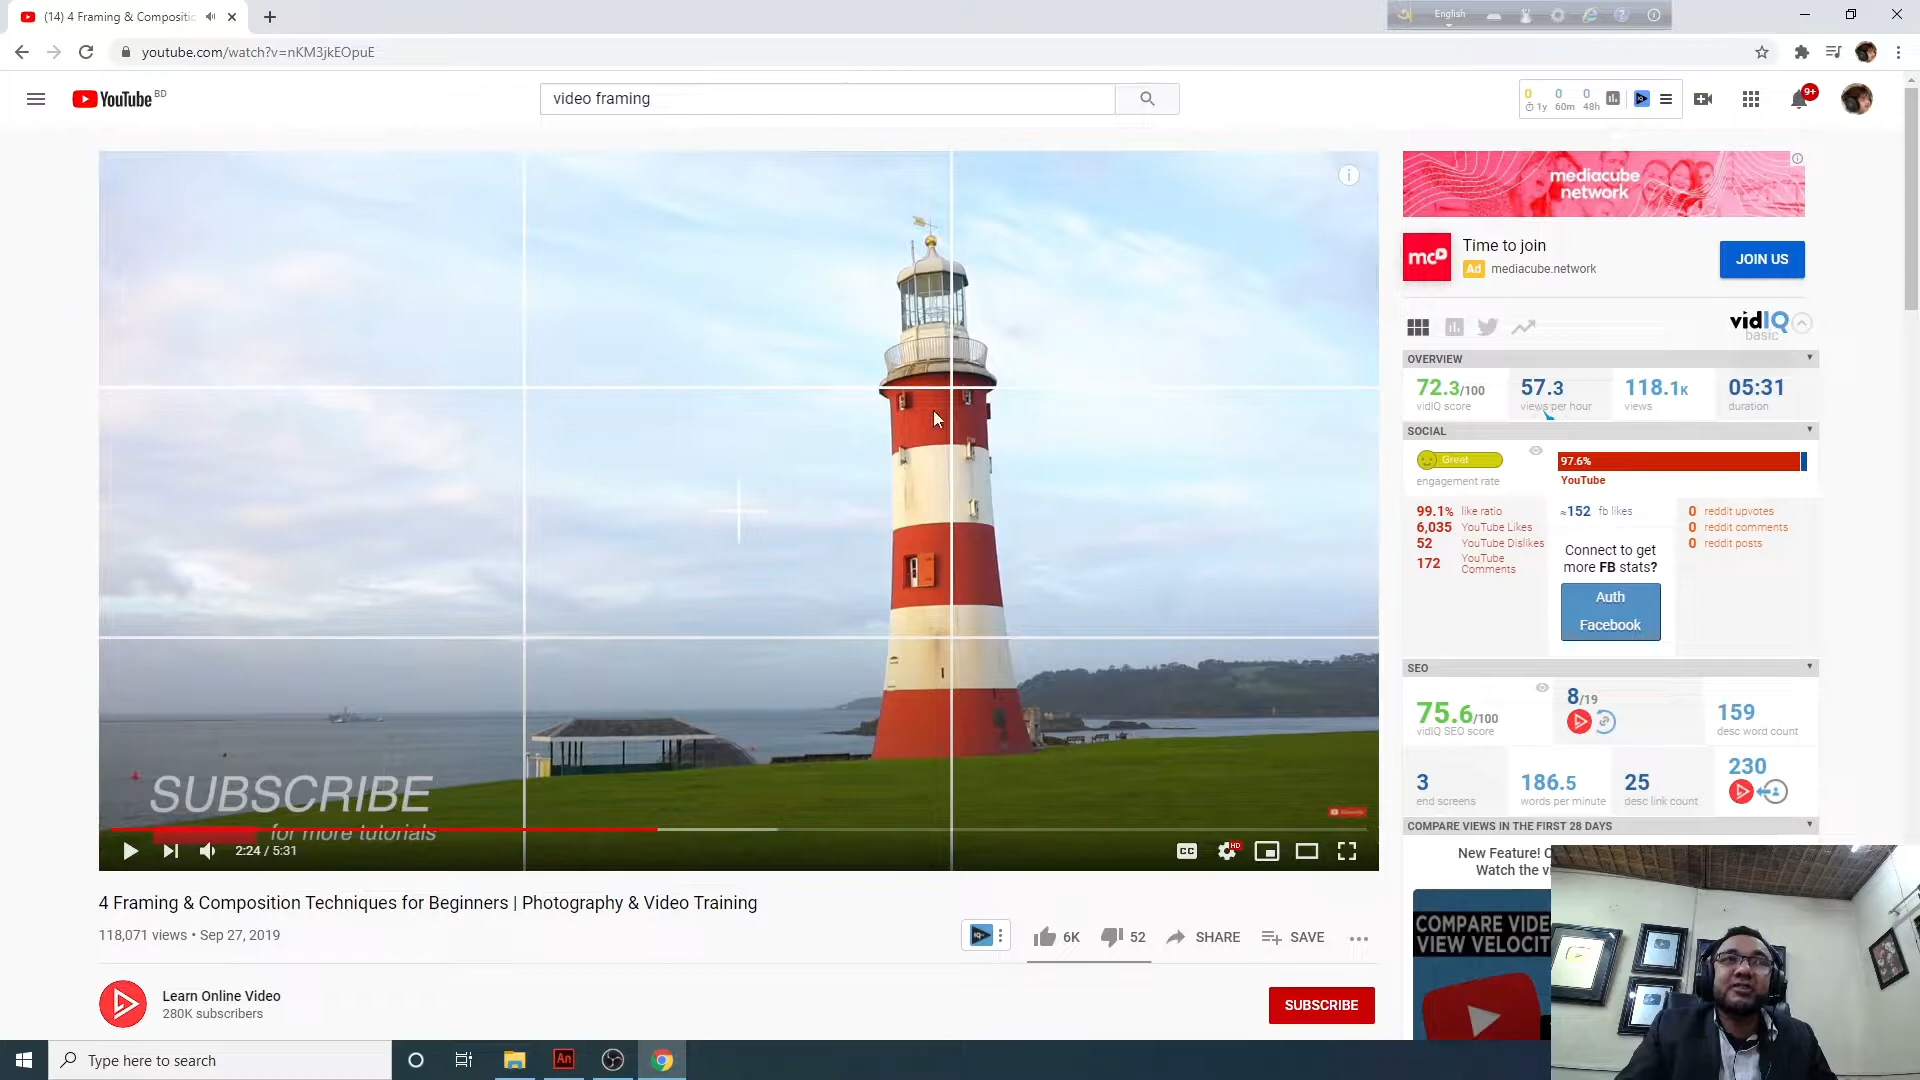 (14) 4 Framing & Compositic
English
youtube.com/watch?v=nKM3jkEOpuE
YouTube BD
video framing
0 0 0
1y 60m 48h
9+
mediacube
network
Time to join
mc
Ad mediacube.network
JOIN US
vidIQ
basic
OVERVIEW
72.3/100 57.3 118.1K 05:31
vidIQ score views per hour views duration
SOCIAL
Great
97.6%
engagement rate
YouTube
99.1% like ratio
6,035 YouTube Likes
52 YouTube Dislikes
172 YouTube Comments
≈152 fb likes
Connect to get
more FB stats?
Auth
Facebook
0 reddit upvotes
0 reddit comments
0 reddit posts
SEO
75.6/100
vidIQ SEO score
8/19
159
desc word count
3
end screens
186.5
words per minute
25
desc link count
230
COMPARE VIEWS IN THE FIRST 28 DAYS
New Feature! C
Watch the v
COMPARE VIDE
VIEW VELOCIT
SUBSCRIBE
for more tutorials
2:24 / 5:31
CC
HD
4 Framing & Composition Techniques for Beginners | Photography & Video Training
118,071 views • Sep 27, 2019
6K 52 SHARE SAVE
Learn Online Video
280K subscribers
SUBSCRIBE
Type here to search
An